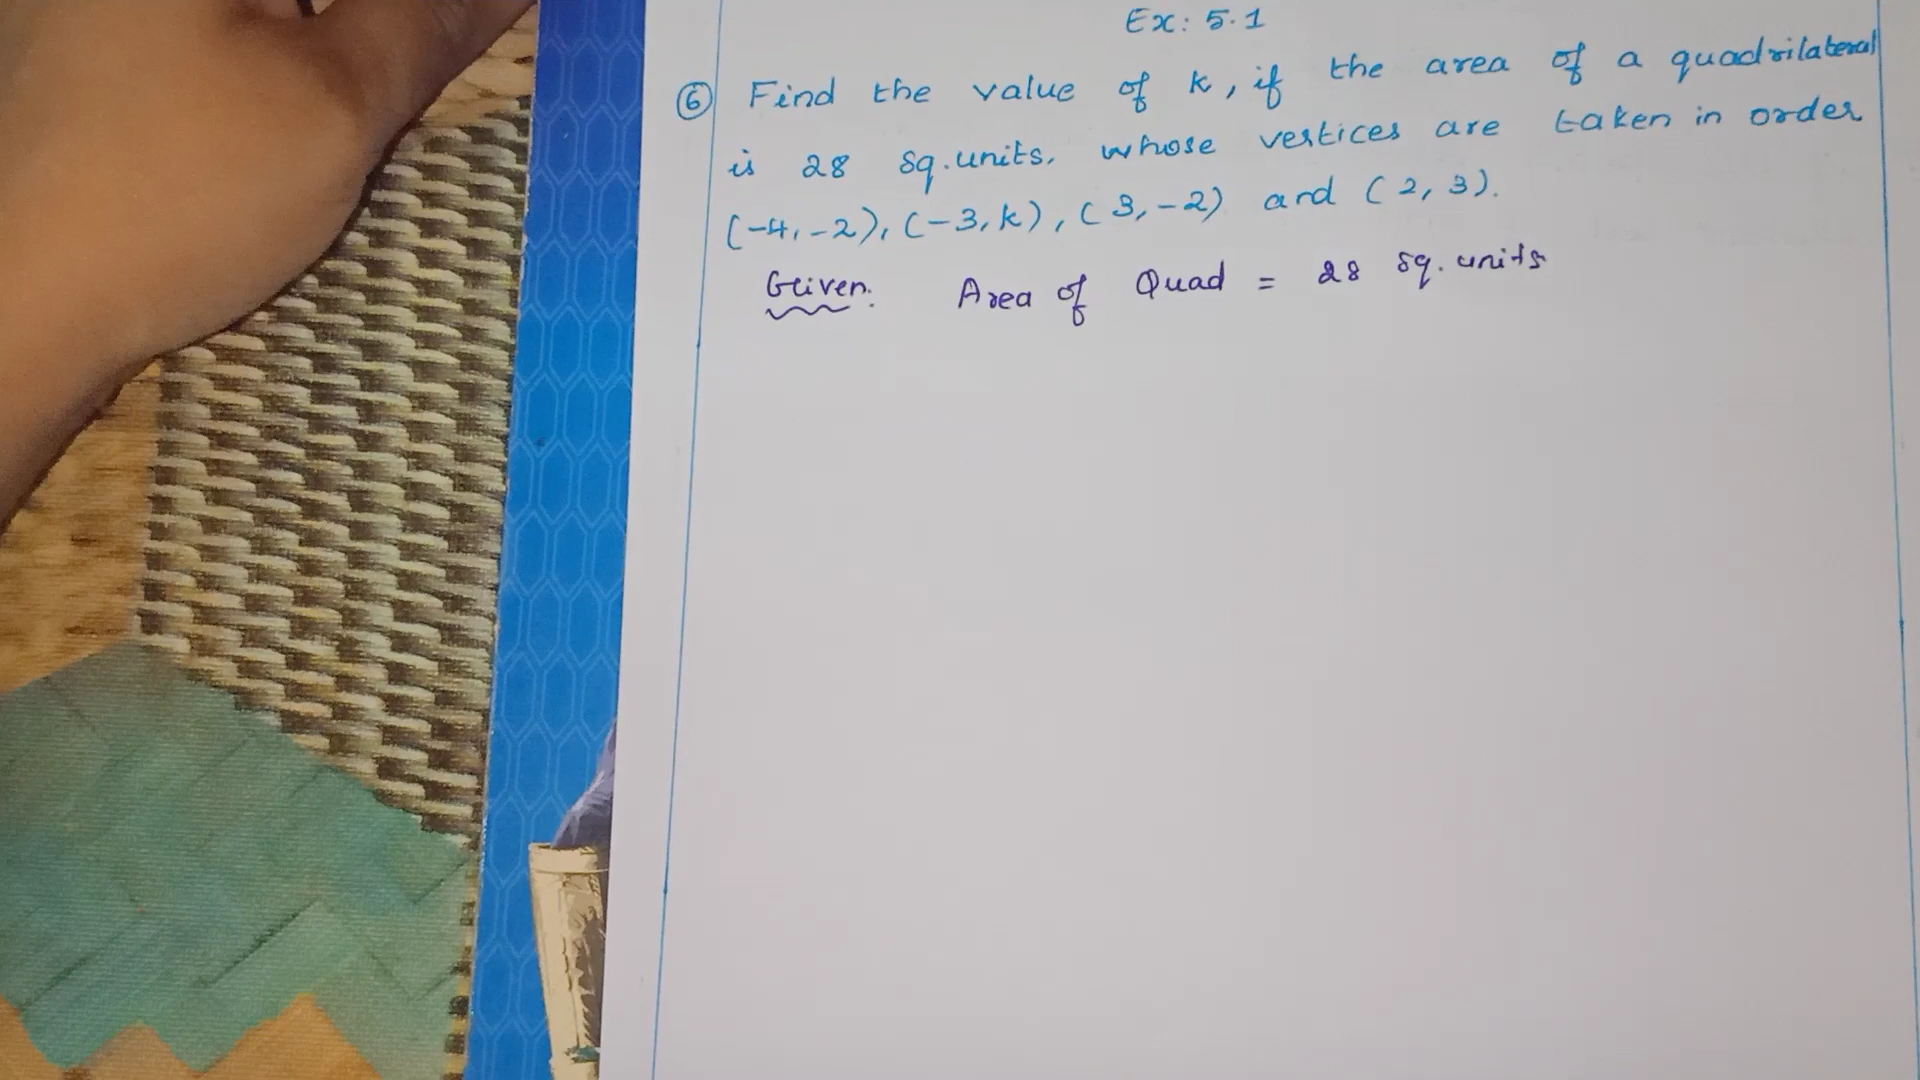 Ex: 5.1
6 Find the value of k, if the area of a quadrilateral
is 28 sq.units, whose vertices are taken in order
(-4,-2), (-3,k), (3,-2) and (2,3).
Given. Area of Quad = 28 sq. units